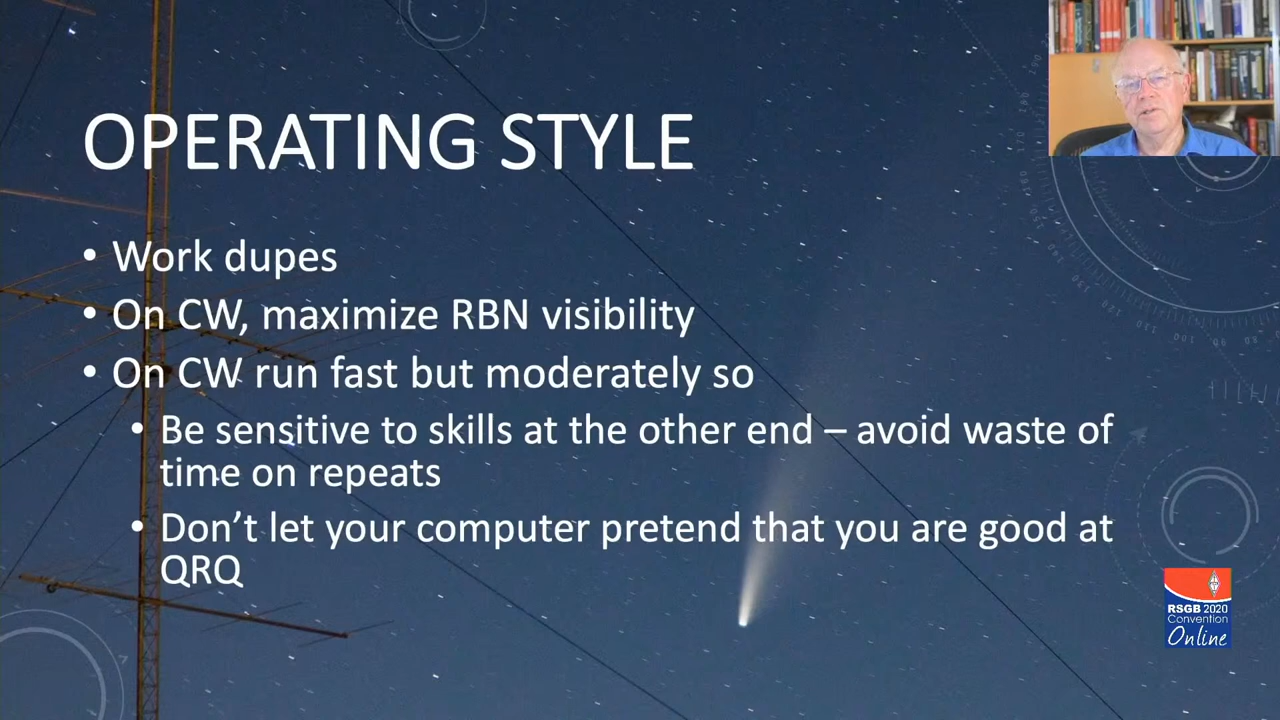 OPERATING STYLE
• Work dupes
• On CW, maximize RBN visibility
• On CW run fast but moderately so
• Be sensitive to skills at the other end – avoid waste of
time on repeats
• Don't let your computer pretend that you are good at
QRQ
RSGB 2020
Convention
Online